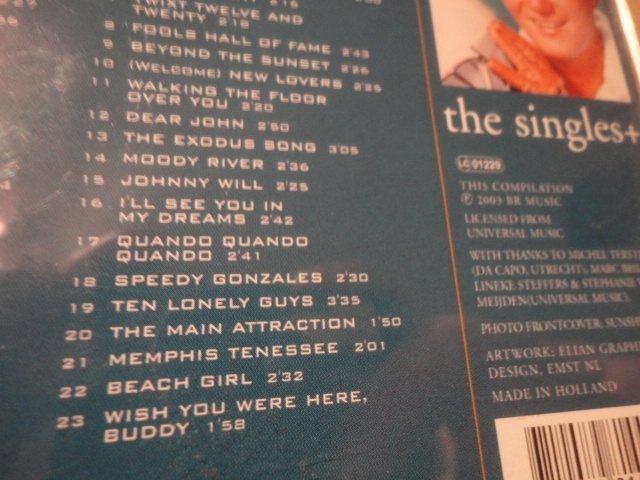 TWIXT TWELVE AND
TWENTY 2'18
8 FOOLS HALL OF FAME 2'43
9 BEYOND THE SUNSET 2'26
10 (WELCOME) NEW LOVERS 2'25
11 WALKING THE FLOOR
OVER YOU 2'20
12 DEAR JOHN 2'50
13 THE EXODUS SONG 3'05
14 MOODY RIVER 2'36
15 JOHNNY WILL 2'25
16 I'LL SEE YOU IN
MY DREAMS 2'42
17 QUANDO QUANDO
QUANDO 2'41
18 SPEEDY GONZALES 2'30
19 TEN LONELY GUYS 3'35
20 THE MAIN ATTRACTION 1'50
21 MEMPHIS TENESSEE 2'01
22 BEACH GIRL 2'32
23 WISH YOU WERE HERE,
BUDDY 1'58
the singles+
LC 01229
THIS COMPILATION
℗ 2003 BR MUSIC
LICENSED FROM
UNIVERSAL MUSIC
WITH THANKS TO MICHEL
(DA CAPO, UTRECHT), MARC
LINEKE STEFFERS & STEPHANIE
MEIJDEN(UNIVERSAL MUSIC).
PHOTO FRONTCOVER: 
ARTWORK: ELIAN
DESIGN, EMST NL
MADE IN HOLLAND